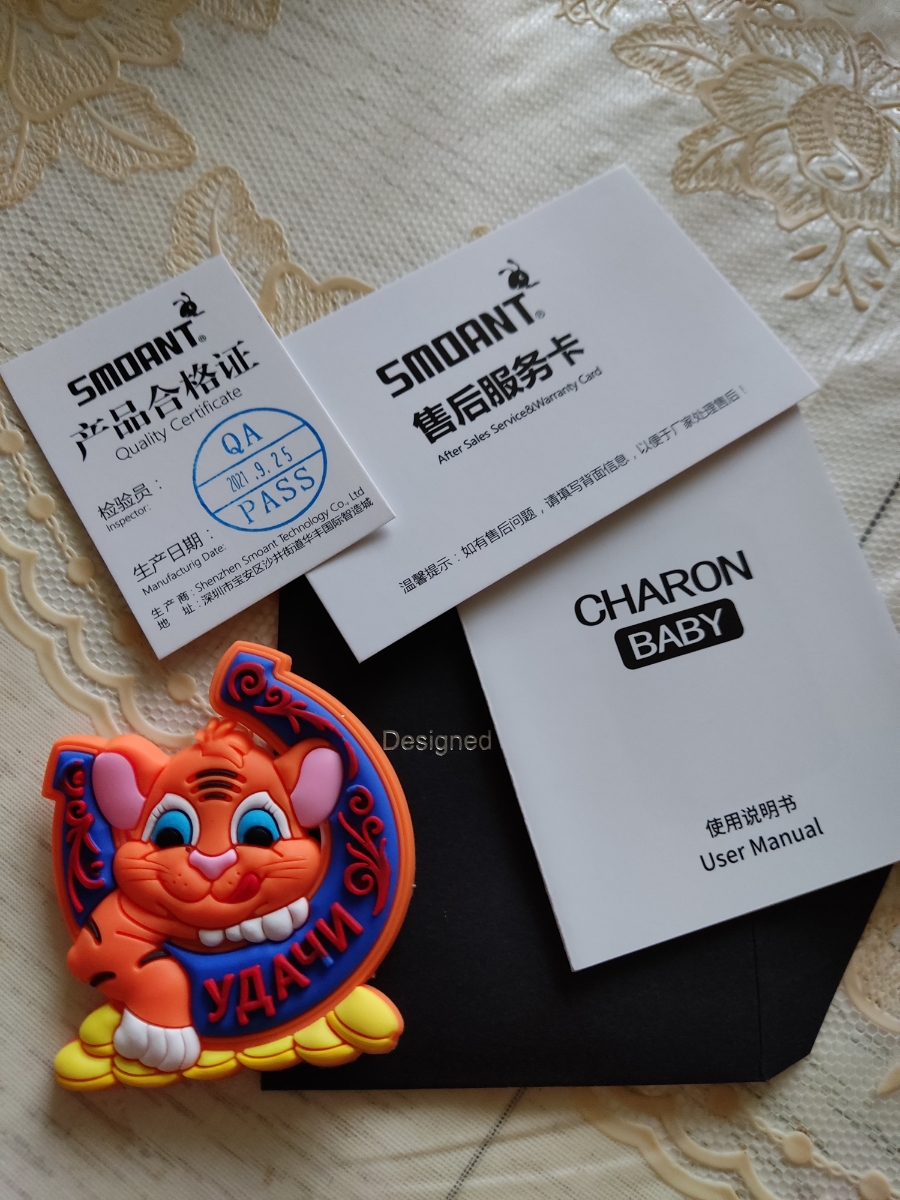 SMOANT®
产品合格证
Quality Certificate
检验员：
Inspector:
QA
2021.9.25
PASS
生产日期：
Manufacturig Date:
生产商：Shenzhen Smoant Technology Co., Ltd
地 址：深圳市宝安区沙井街道华丰国际智造城
SMOANT®
售后服务卡
After Sales Service&Warranty Card
温馨提示：如有售后问题，请填写背面信息，以便于厂家处理售后！
CHARON
BABY
使用说明书
User Manual
Designed
УДАЧИ